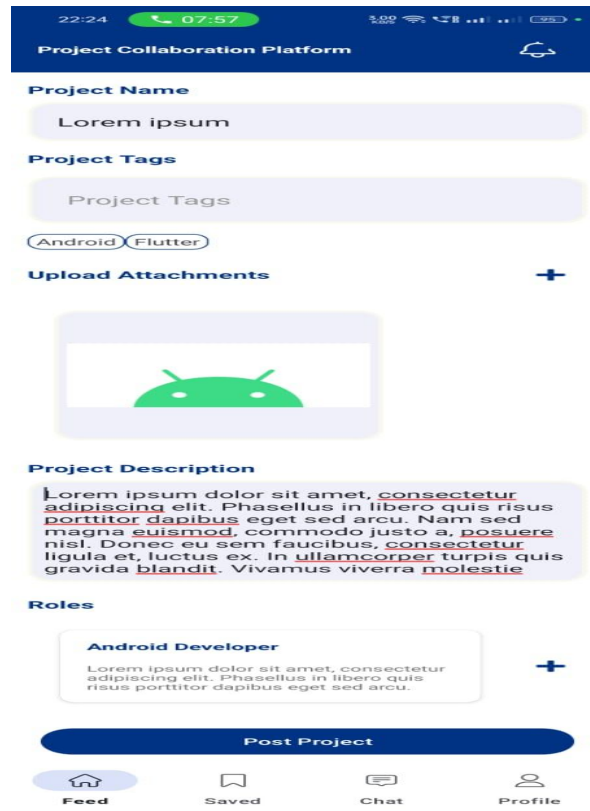 22:24 07:57 3.00 KB/S 95
Project Collaboration Platform
Project Name
Lorem ipsum
Project Tags
Project Tags
Android Flutter
Upload Attachments
Project Description
Lorem ipsum dolor sit amet, consectetur
adipiscing elit. Phasellus in libero quis risus
porttitor dapibus eget sed arcu. Nam sed
magna euismod, commodo justo a, posuere
nisl. Donec eu sem faucibus, consectetur
ligula et, luctus ex. In ullamcorper turpis quis
gravida blandit. Vivamus viverra molestie
Roles
Android Developer
Lorem ipsum dolor sit amet, consectetur
adipiscing elit. Phasellus in libero quis
risus porttitor dapibus eget sed arcu.
Post Project
Feed Saved Chat Profile